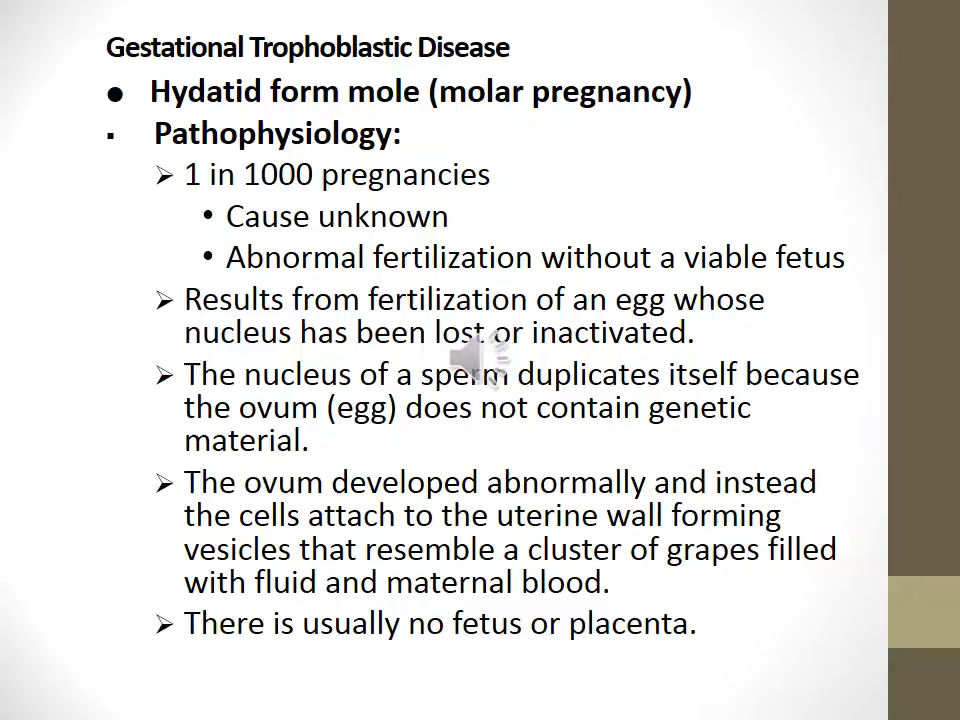 Gestational Trophoblastic Disease
● Hydatid form mole (molar pregnancy)
▪ Pathophysiology:
➢ 1 in 1000 pregnancies
• Cause unknown
• Abnormal fertilization without a viable fetus
➢ Results from fertilization of an egg whose
nucleus has been lost or inactivated.
➢ The nucleus of a sperm duplicates itself because
the ovum (egg) does not contain genetic
material.
➢ The ovum developed abnormally and instead
the cells attach to the uterine wall forming
vesicles that resemble a cluster of grapes filled
with fluid and maternal blood.
➢ There is usually no fetus or placenta.